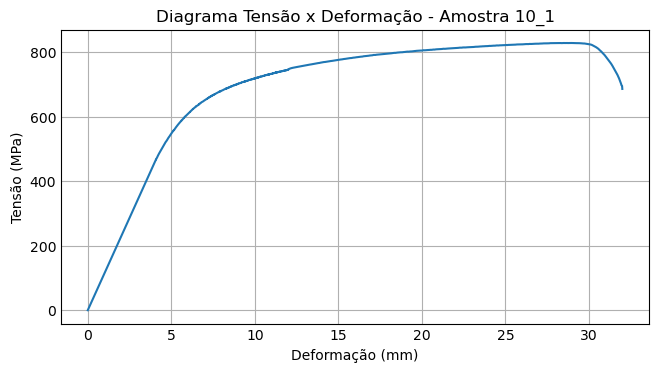 Diagrama Tensão x Deformação - Amostra 10_1
Tensão (MPa)
800
600
400
200
0
0 5 10 15 20 25 30
Deformação (mm)